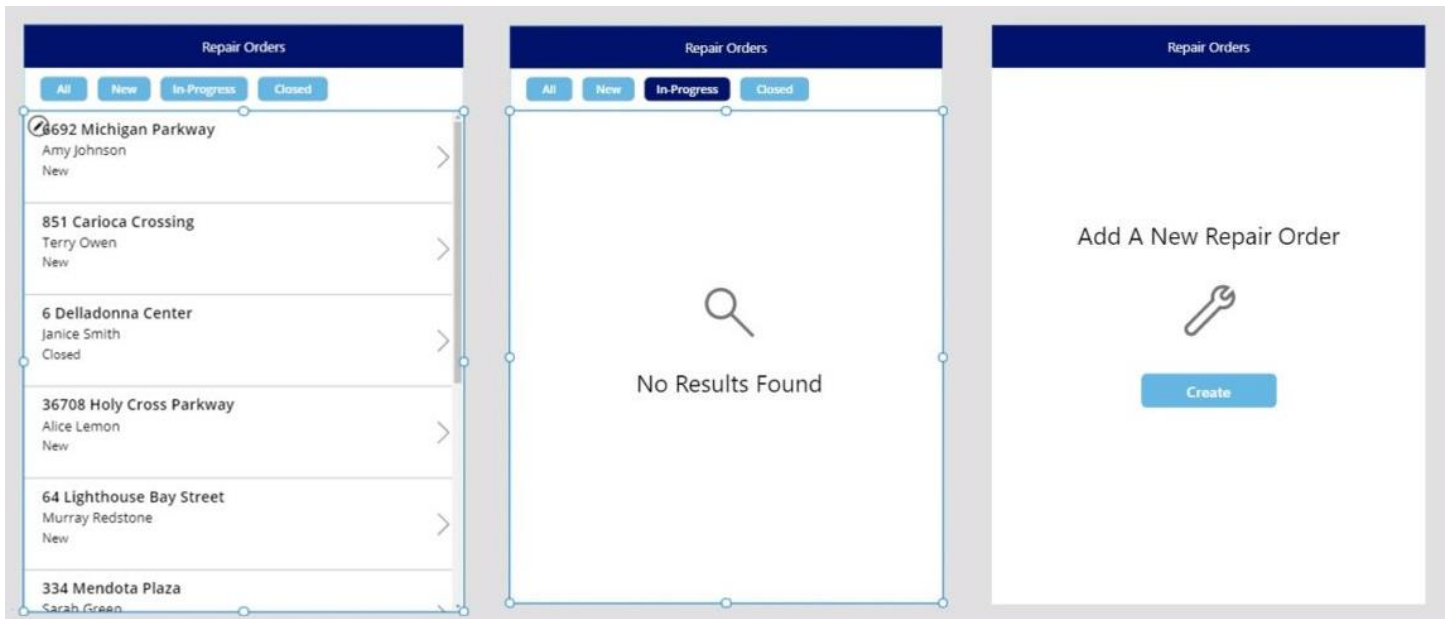 Repair Orders
All New In-Progress Closed
6692 Michigan Parkway
Amy Johnson
New
851 Carioca Crossing
Terry Owen
New
6 Delladonna Center
Janice Smith
Closed
36708 Holy Cross Parkway
Alice Lemon
New
64 Lighthouse Bay Street
Murray Redstone
New
334 Mendota Plaza
Sarah Green
Repair Orders
All New In-Progress Closed
No Results Found
Repair Orders
Add A New Repair Order
Create